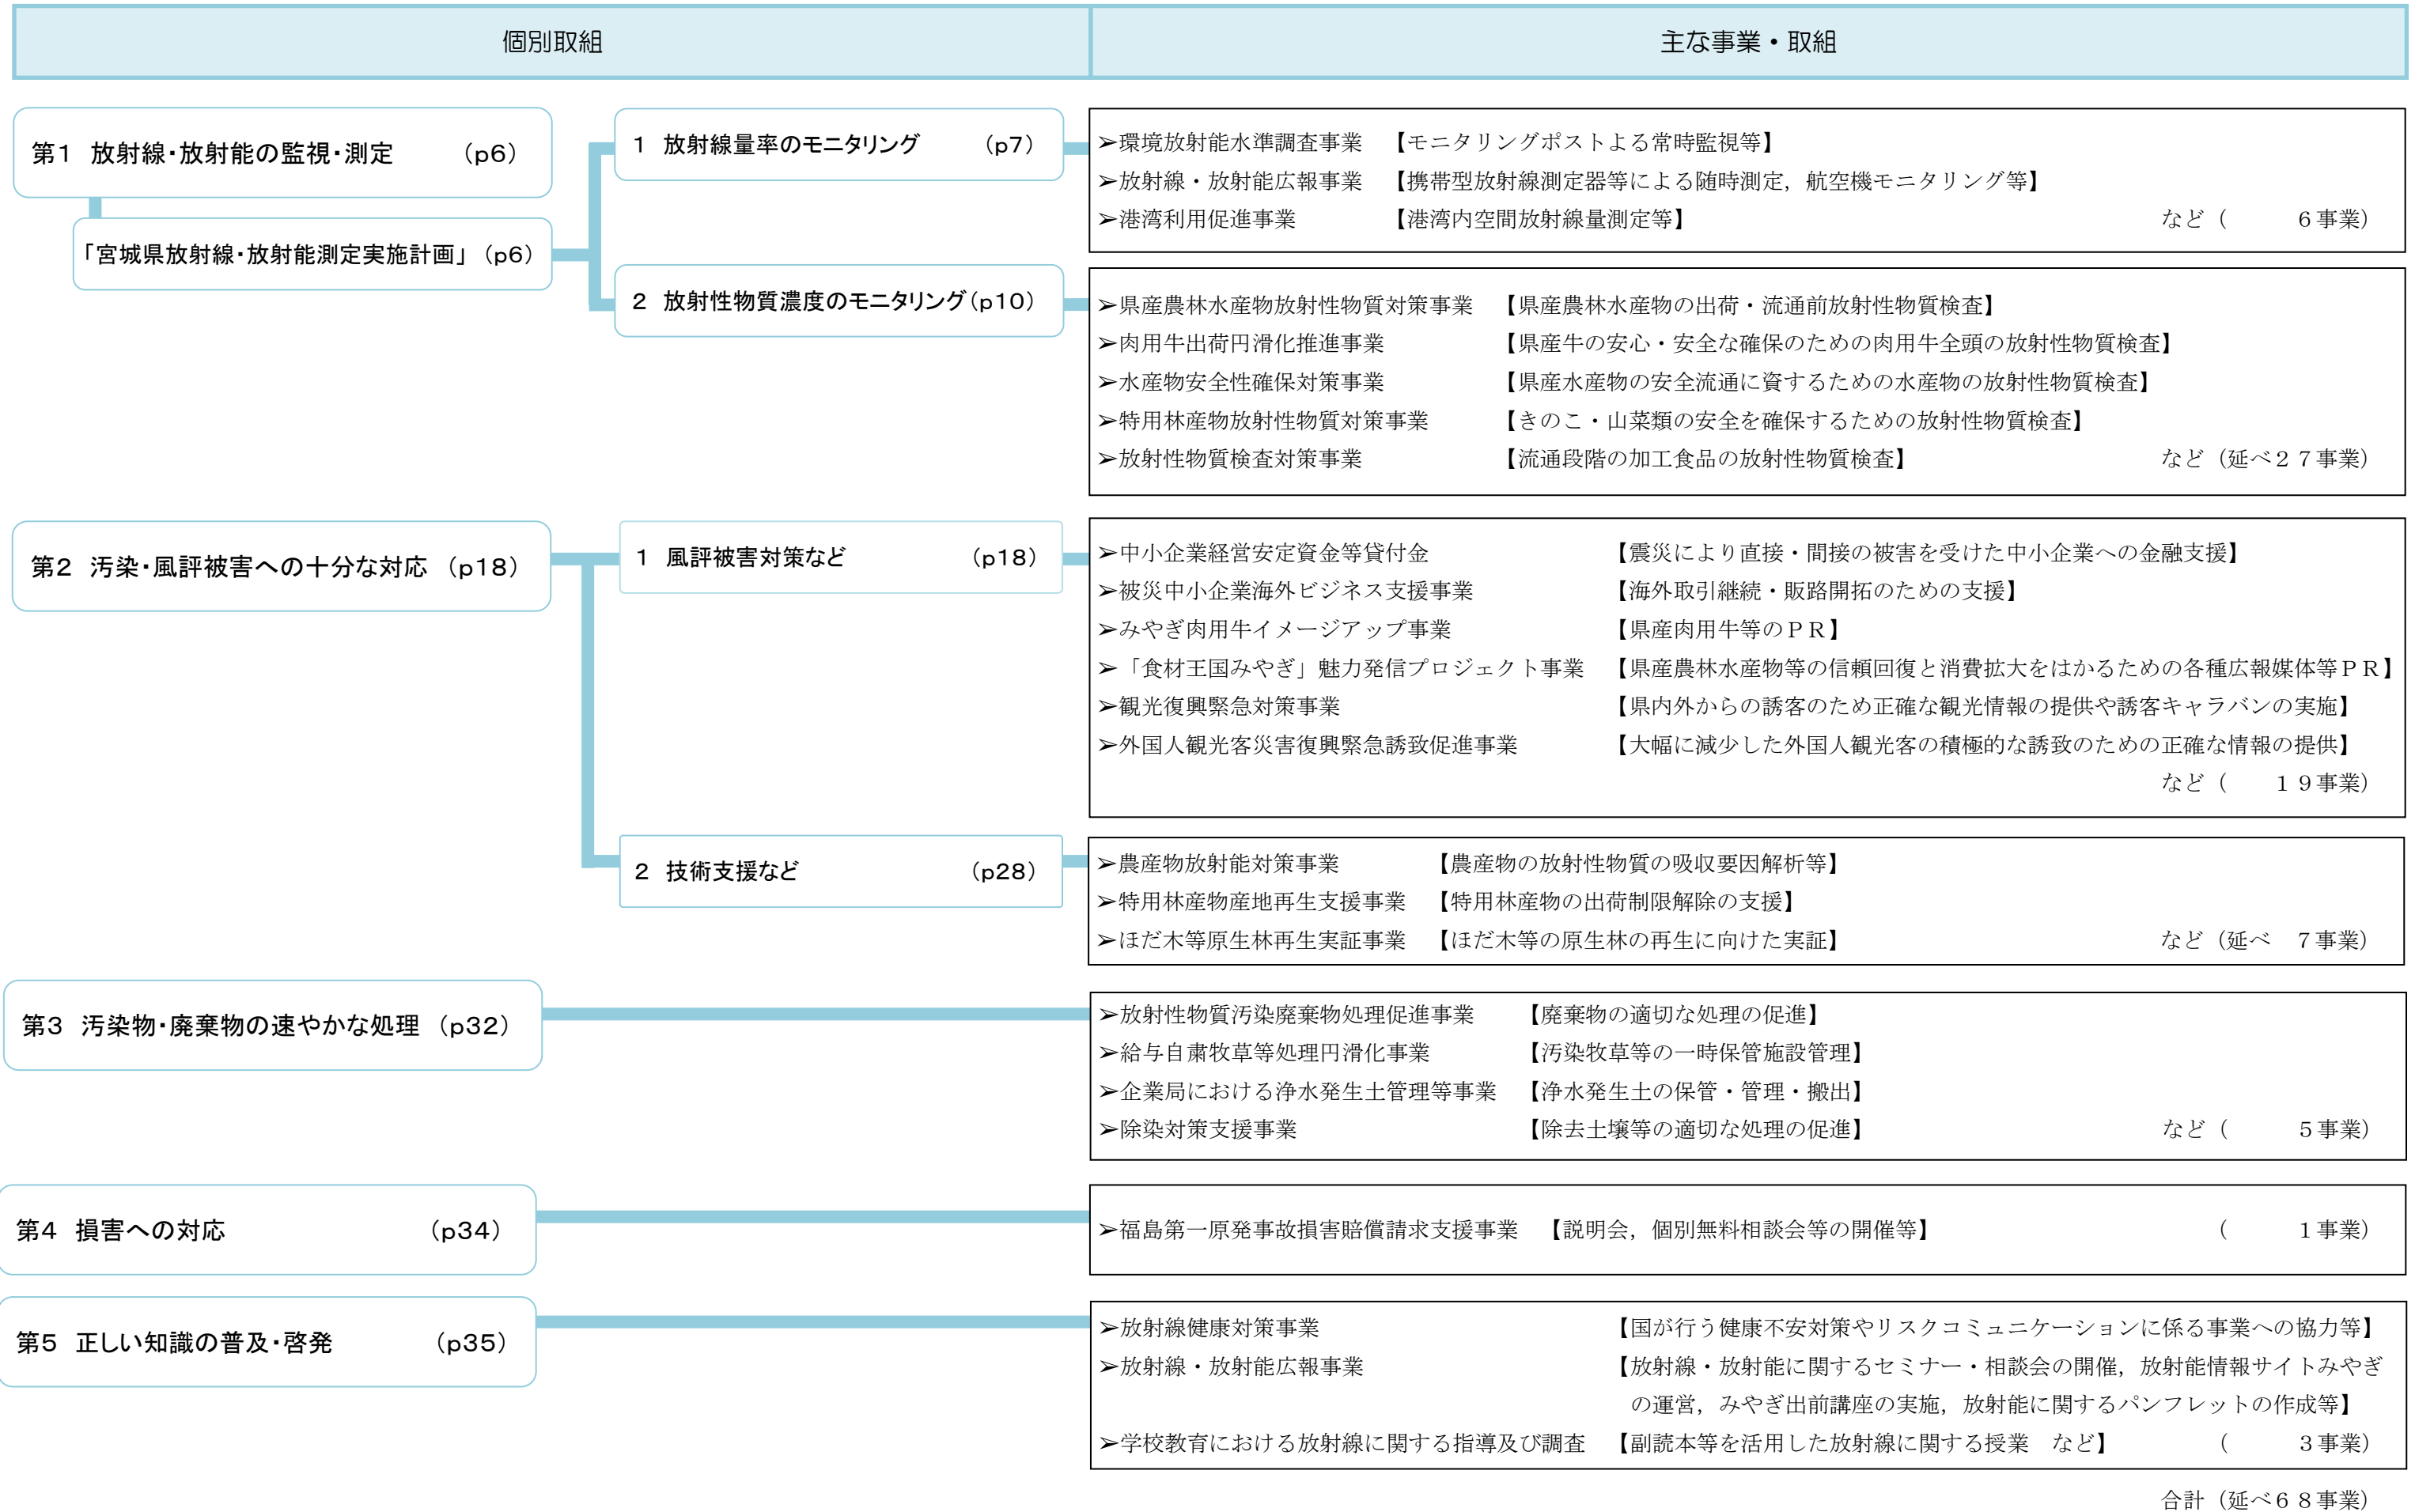 個別取組
主な事業・取組
第1 放射線・放射能の監視・測定 (p6)
「宮城県放射線・放射能測定実施計画」 (p6)
1 放射線量率のモニタリング (p7)
➢環境放射能水準調査事業 【モニタリングポストよる常時監視等】
➢放射線・放射能広報事業 【携帯型放射線測定器等による随時測定，航空機モニタリング等】
➢港湾利用促進事業 【港湾内空間放射線量測定等】 など（ 6事業）
2 放射性物質濃度のモニタリング(p10)
➢県産農林水産物放射性物質対策事業 【県産農林水産物の出荷・流通前放射性物質検査】
➢肉用牛出荷円滑化推進事業 【県産牛の安心・安全な確保のための肉用牛全頭の放射性物質検査】
➢水産物安全性確保対策事業 【県産水産物の安全流通に資するための水産物の放射性物質検査】
➢特用林産物放射性物質対策事業 【きのこ・山菜類の安全を確保するための放射性物質検査】
➢放射性物質検査対策事業 【流通段階の加工食品の放射性物質検査】 など（延べ２７事業）
第2 汚染・風評被害への十分な対応 (p18)
1 風評被害対策など (p18)
➢中小企業経営安定資金等貸付金 【震災により直接・間接の被害を受けた中小企業への金融支援】
➢被災中小企業海外ビジネス支援事業 【海外取引継続・販路開拓のための支援】
➢みやぎ肉用牛イメージアップ事業 【県産肉用牛等のＰＲ】
➢「食材王国みやぎ」魅力発信プロジェクト事業 【県産農林水産物等の信頼回復と消費拡大をはかるための各種広報媒体等ＰＲ】
➢観光復興緊急対策事業 【県内外からの誘客のため正確な観光情報の提供や誘客キャラバンの実施】
➢外国人観光客災害復興緊急誘致促進事業 【大幅に減少した外国人観光客の積極的な誘致のための正確な情報の提供】
など（ １９事業）
2 技術支援など (p28)
➢農産物放射能対策事業 【農産物の放射性物質の吸収要因解析等】
➢特用林産物産地再生支援事業 【特用林産物の出荷制限解除の支援】
➢ほだ木等原生林再生実証事業 【ほだ木等の原生林の再生に向けた実証】 など（延べ ７事業）
第3 汚染物・廃棄物の速やかな処理 (p32)
➢放射性物質汚染廃棄物処理促進事業 【廃棄物の適切な処理の促進】
➢給与自粛牧草等処理円滑化事業 【汚染牧草等の一時保管施設管理】
➢企業局における浄水発生土管理等事業 【浄水発生土の保管・管理・搬出】
➢除染対策支援事業 【除去土壌等の適切な処理の促進】 など（ ５事業）
第4 損害への対応 (p34)
➢福島第一原発事故損害賠償請求支援事業 【説明会，個別無料相談会等の開催等】 （ １事業）
第5 正しい知識の普及・啓発 (p35)
➢放射線健康対策事業 【国が行う健康不安対策やリスクコミュニケーションに係る事業への協力等】
➢放射線・放射能広報事業 【放射線・放射能に関するセミナー・相談会の開催，放射能情報サイトみやぎ
の運営，みやぎ出前講座の実施，放射能に関するパンフレットの作成等】
➢学校教育における放射線に関する指導及び調査 【副読本等を活用した放射線に関する授業 など】 （ ３事業）
合計（延べ６８事業）